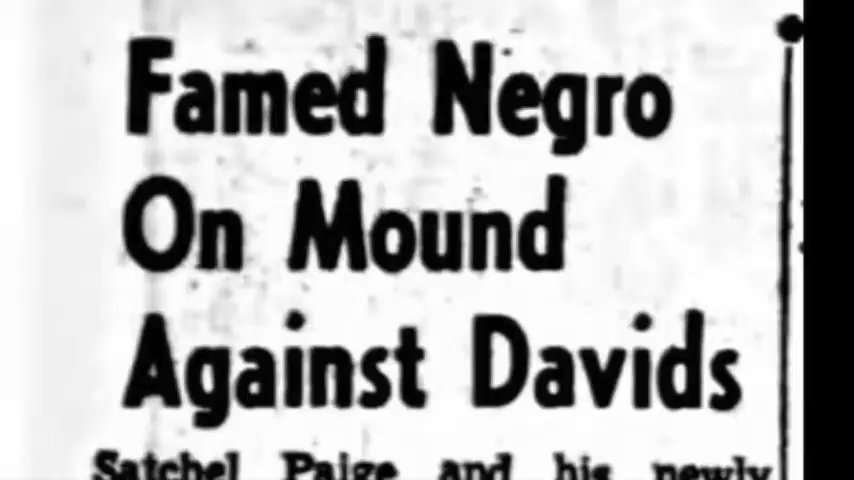 Famed Negro
On Mound
Against Davids
Satchel Paige and his newly